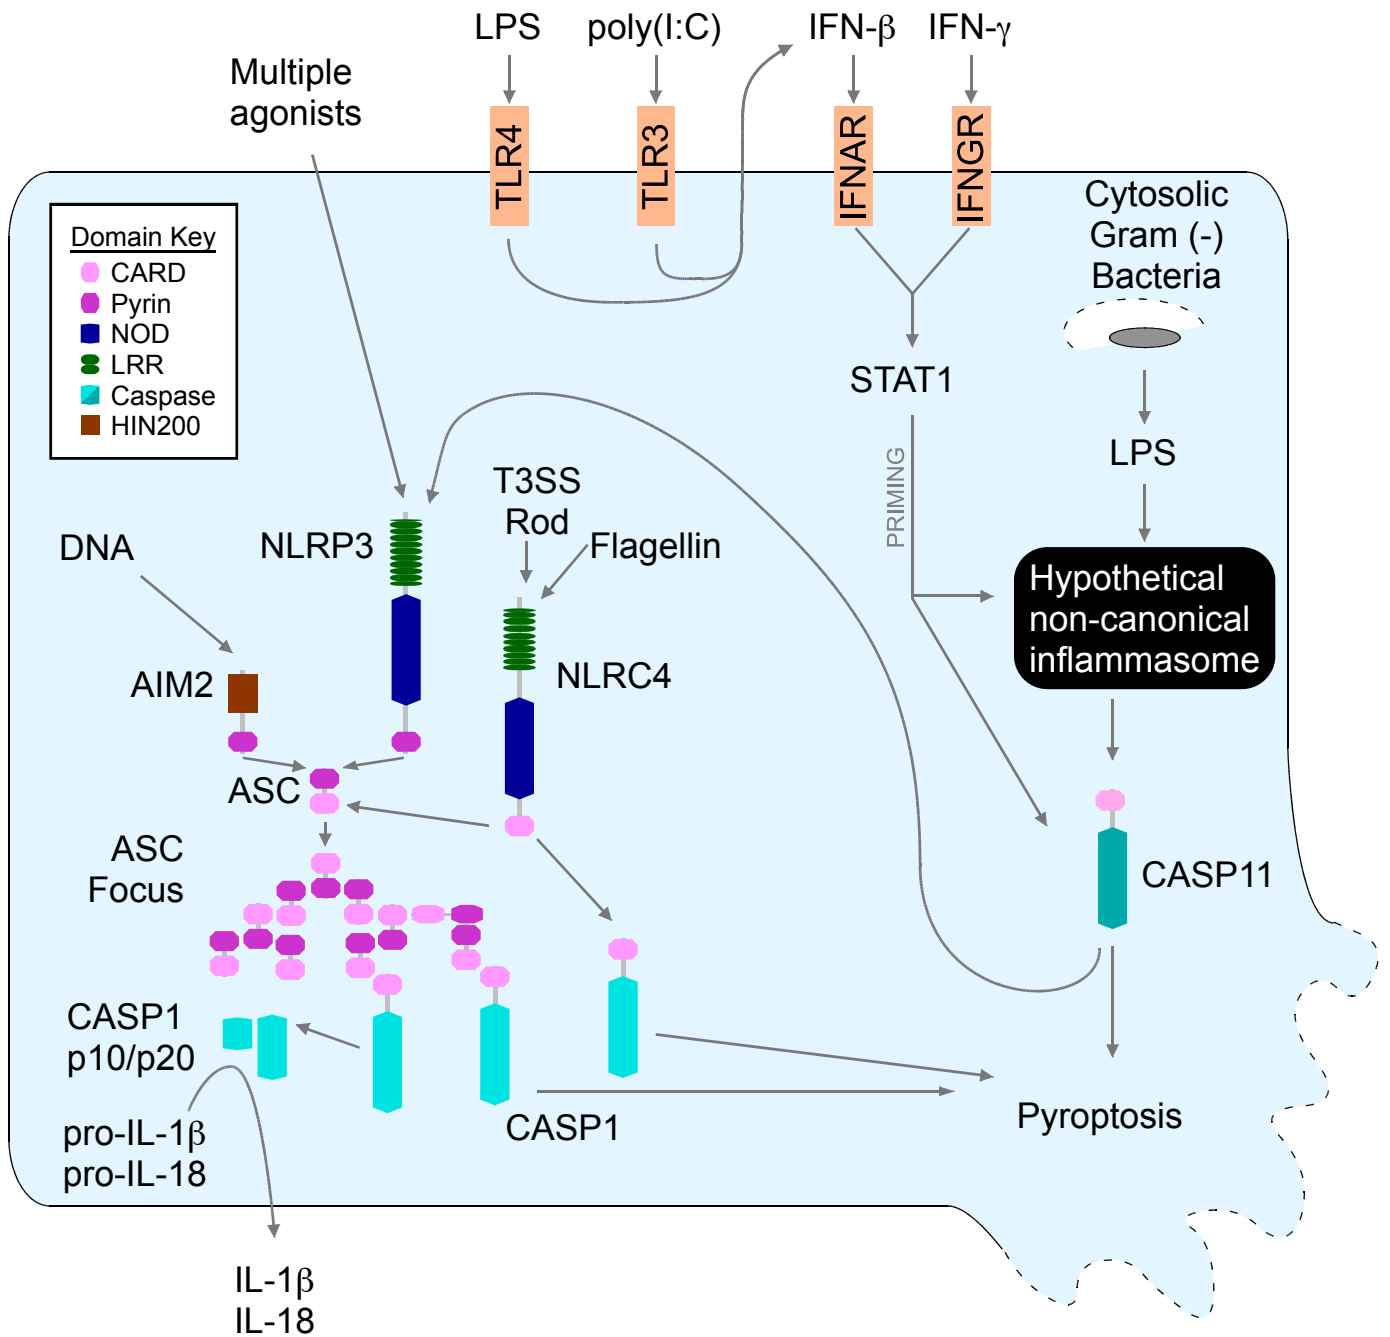 LPS
poly(I:C)
IFN-β
IFN-γ
Multiple
agonists
TLR4
TLR3
IFNAR
IFNGR
Cytosolic
Gram (-)
Bacteria
Domain Key
CARD
Pyrin
NOD
LRR
Caspase
HIN200
STAT1
LPS
PRIMING
T3SS
Rod
Flagellin
DNA
NLRP3
Hypothetical
non-canonical
inflammasome
AIM2
NLRC4
ASC
ASC
Focus
CASP11
CASP1
p10/p20
CASP1
Pyroptosis
pro-IL-1β
pro-IL-18
IL-1β
IL-18